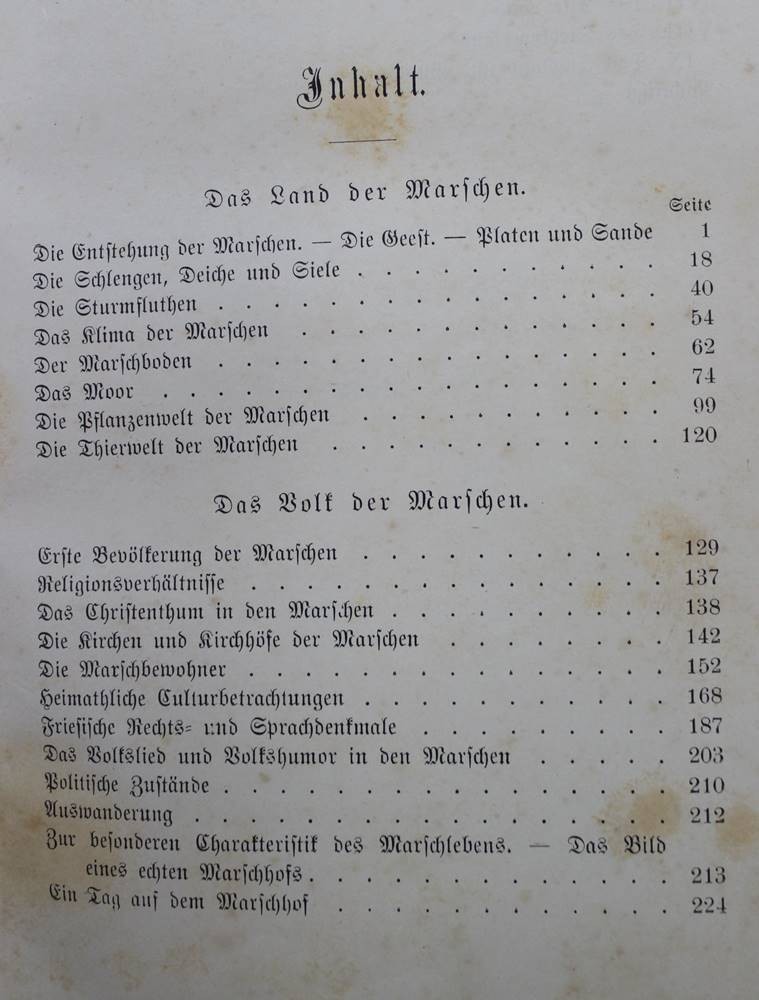 Inhalt.
Das Land der Marschen.
Seite
Die Entstehung der Marschen. — Die Geest. — Platen und Sande 1
Die Schlengen, Deiche und Siele . . . . . . . . . . . 18
Die Sturmfluthen . . . . . . . . . . . . . . . . 40
Das Klima der Marschen . . . . . . . . . . . . . 54
Der Marschboden . . . . . . . . . . . . . . . . 62
Das Moor . . . . . . . . . . . . . . . . . . 74
Die Pflanzenwelt der Marschen . . . . . . . . . . . 99
Die Thierwelt der Marschen . . . . . . . . . . . . 120
Das Volk der Marschen.
Erste Bevölkerung der Marschen . . . . . . . . . . . 129
Religionsverhältnisse . . . . . . . . . . . . . . . 137
Das Christenthum in den Marschen . . . . . . . . . . 138
Die Kirchen und Kirchhöfe der Marschen . . . . . . . . 142
Die Marschbewohner . . . . . . . . . . . . . . . 152
Heimathliche Culturbetrachtungen . . . . . . . . . . . 168
Friesische Rechts- und Sprachdenkmale . . . . . . . . . 187
Das Volkslied und Volkshumor in den Marschen . . . . . 203
Politische Zustände . . . . . . . . . . . . . . . . 210
Auswanderung . . . . . . . . . . . . . . . . . 212
Zur besonderen Charakteristik des Marschlebens. — Das Bild
eines echten Marschhofs . . . . . . . . . . . . . 213
Ein Tag auf dem Marschhof . . . . . . . . . . . . 224